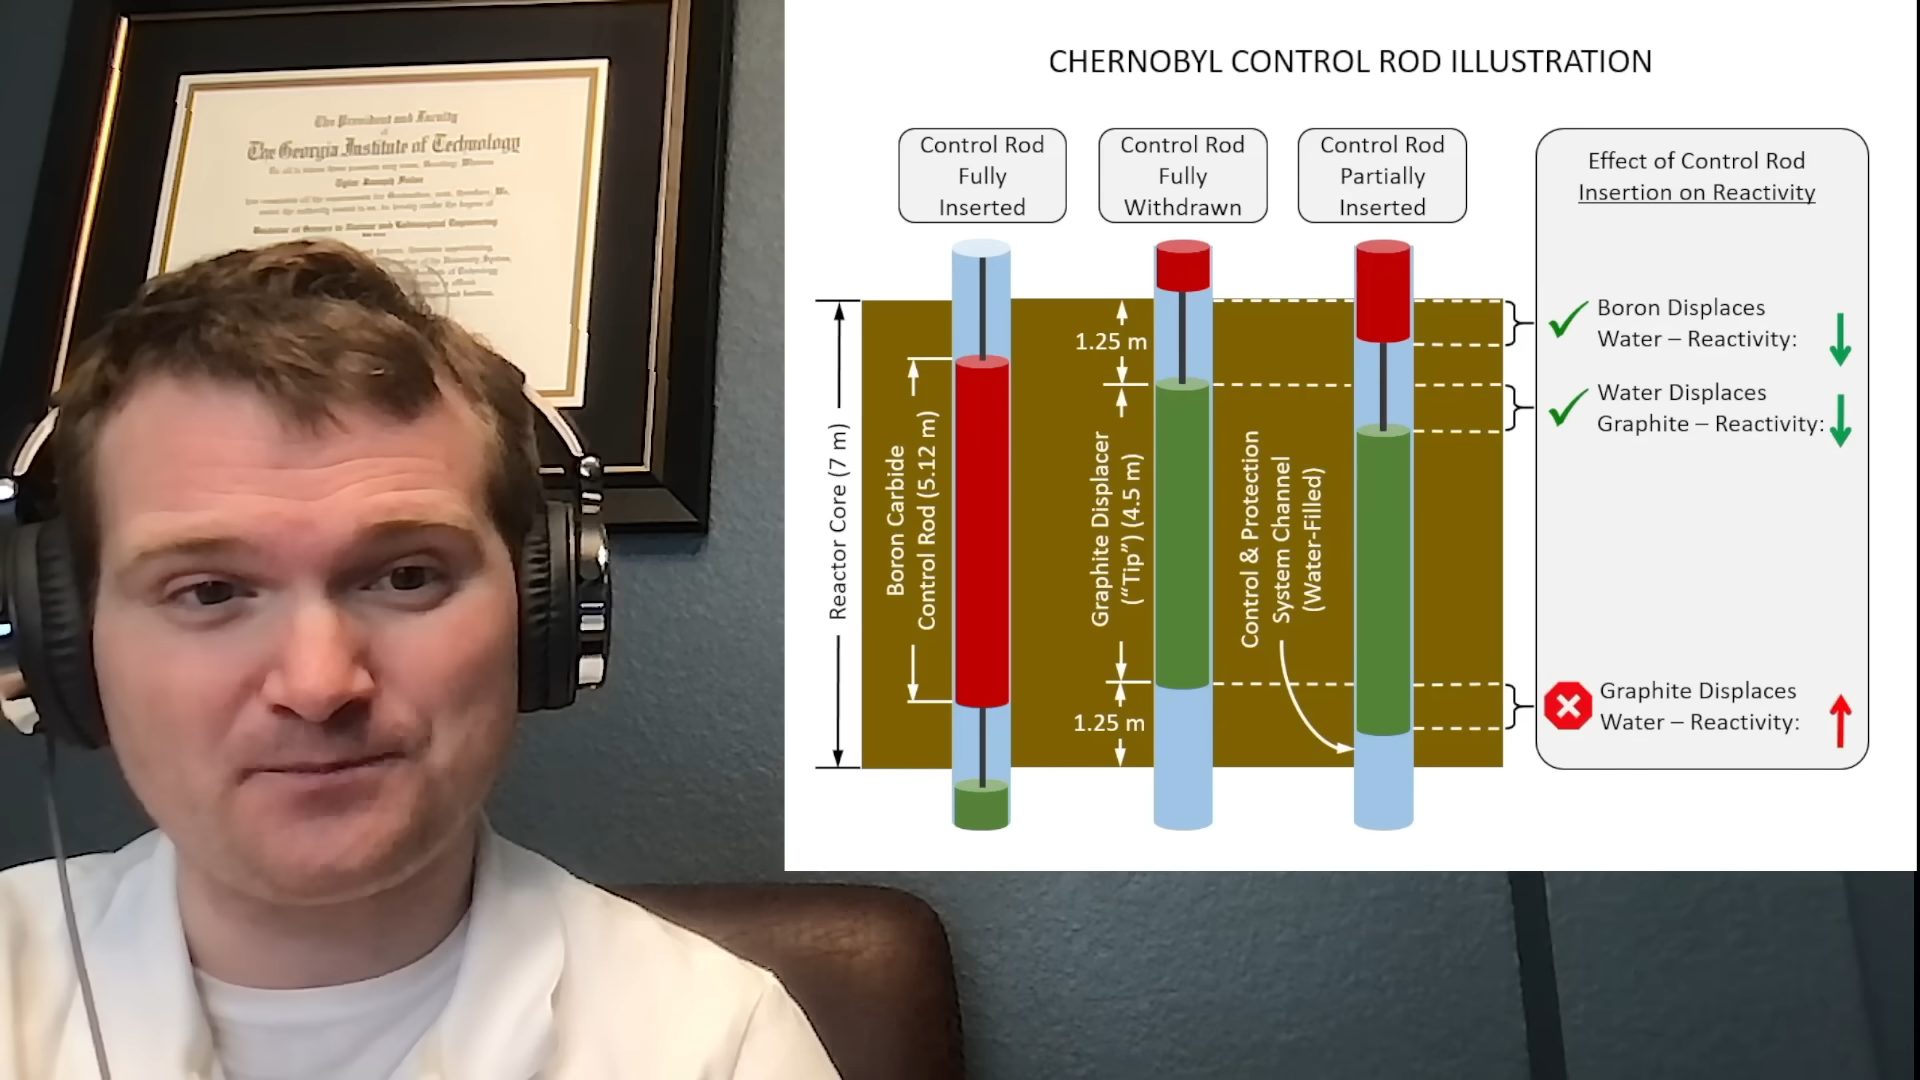 The President and Faculty
of
The Georgia Institute of Technology
CHERNOBYL CONTROL ROD ILLUSTRATION
Control Rod
Fully
Inserted
Control Rod
Fully
Withdrawn
Control Rod
Partially
Inserted
Effect of Control Rod
Insertion on Reactivity
Reactor Core (7 m)
Boron Carbide
Control Rod (5.12 m)
1.25 m
Graphite Displacer
("Tip") (4.5 m)
1.25 m
Control & Protection
System Channel
(Water-Filled)
Boron Displaces
Water – Reactivity:
Water Displaces
Graphite – Reactivity:
Graphite Displaces
Water – Reactivity: